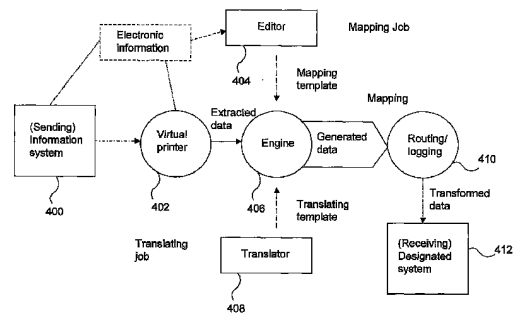 Electronic
information
Editor
404
Mapping Job
Mapping
template
Mapping
(Sending)
Information
system
400
Virtual
printer
402
Extracted
data
Engine
406
Generated
data
Routing/
logging
410
Transformed
data
Translating
job
Translating
template
Translator
408
(Receiving)
Designated
system
412